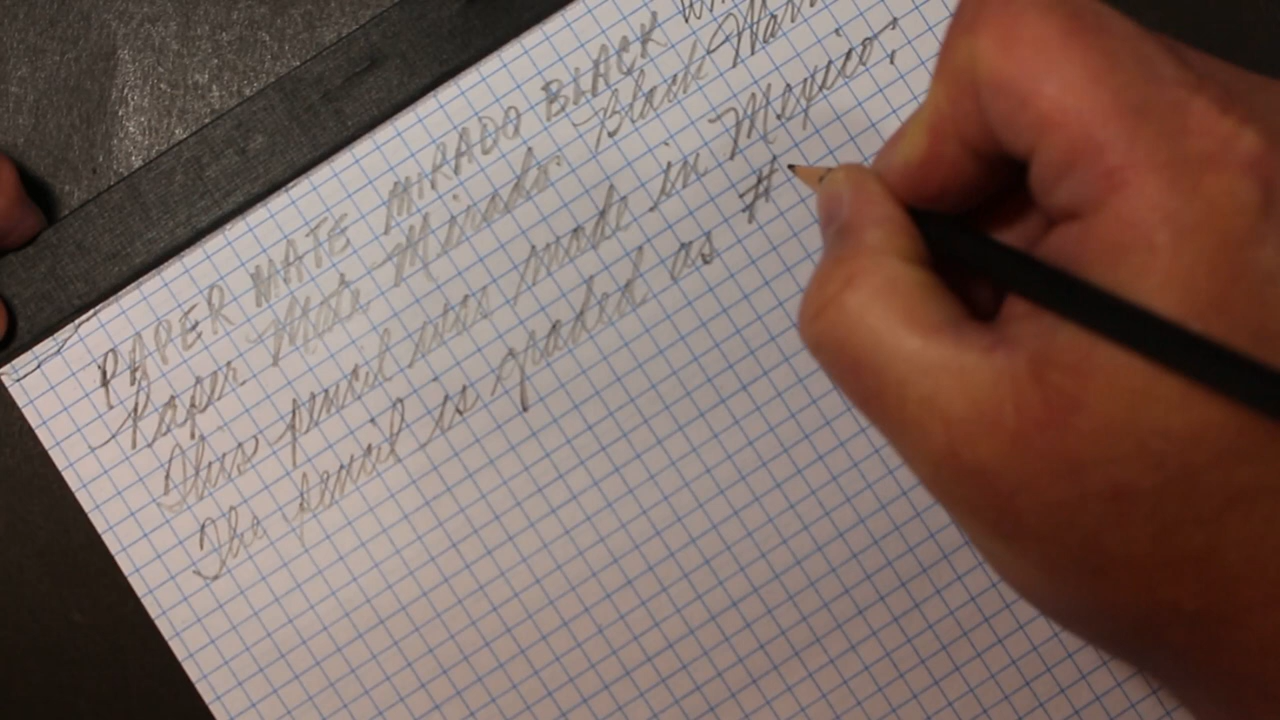 PAPER MATE MIRADO BLACK
Paper Mate Mirado Black
This pencil was made in Mexico;
The pencil is graded as #